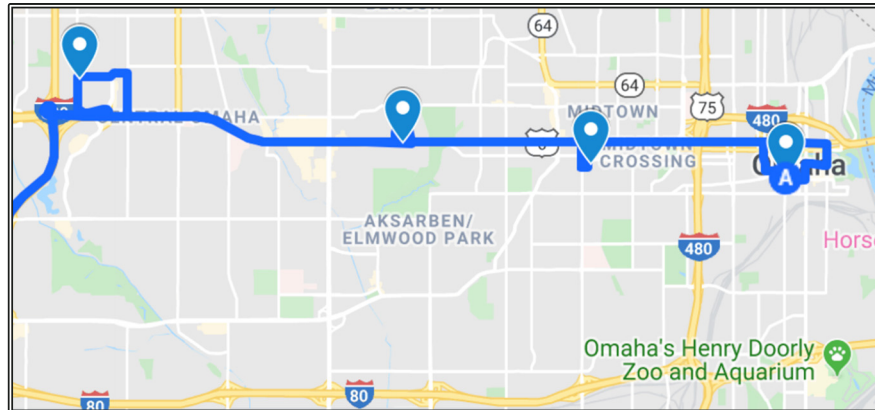 64
64
75
480
CENTRAL OMAHA
MIDTOWN
6
MIDTOWN
CROSSING
Omaha
A
AKSARBEN/
ELMWOOD PARK
480
Horse
Omaha's Henry Doorly
Zoo and Aquarium
80
80